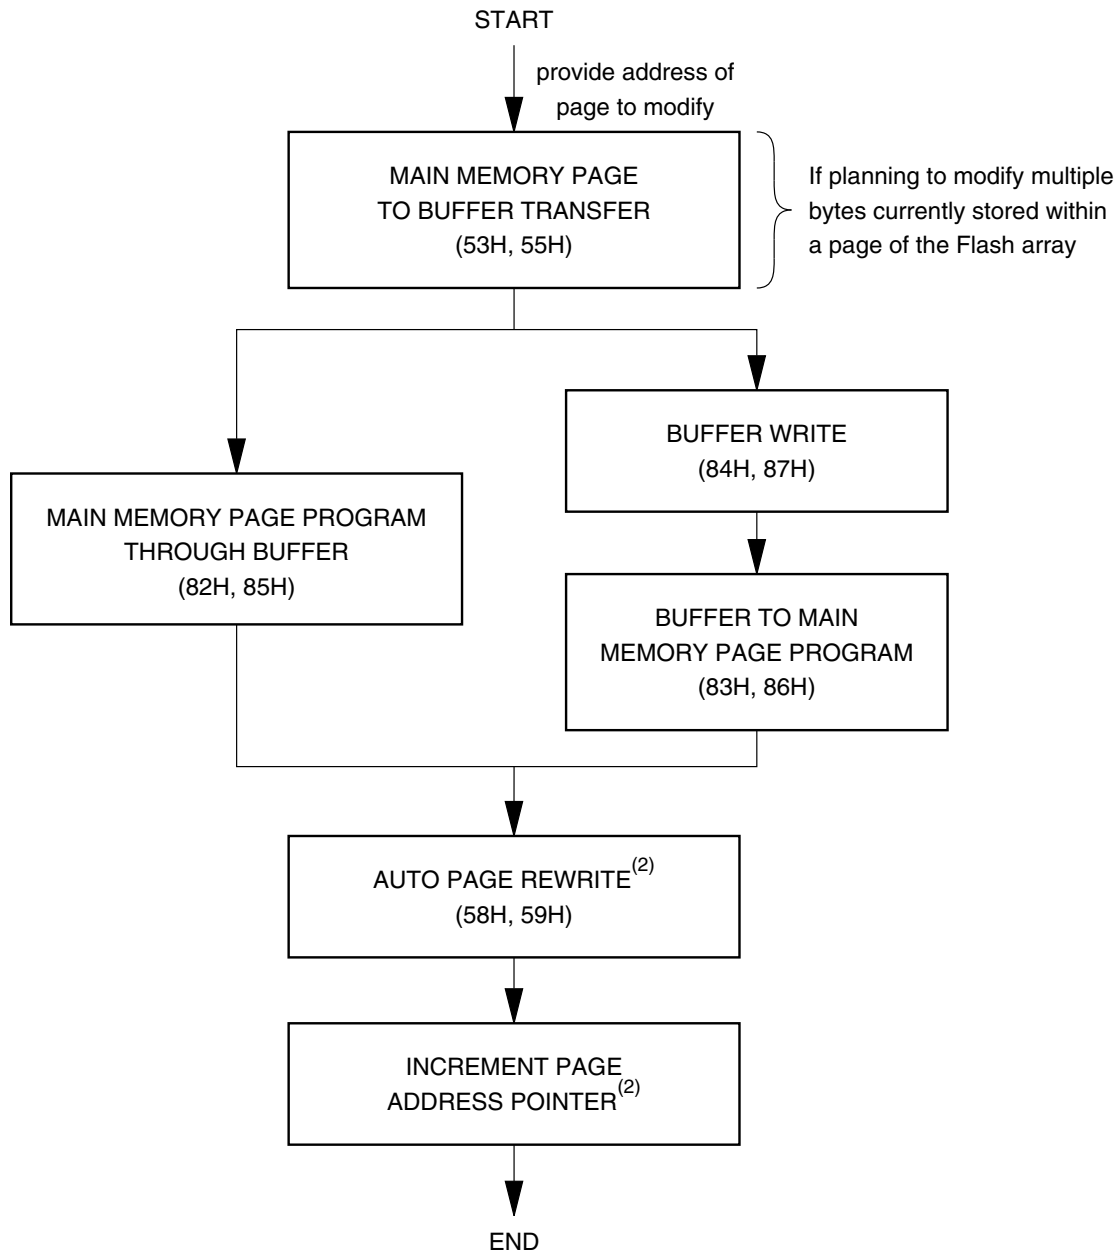 START
provide address of
page to modify
MAIN MEMORY PAGE
TO BUFFER TRANSFER
(53H, 55H)
If planning to modify multiple
bytes currently stored within
a page of the Flash array
BUFFER WRITE
(84H, 87H)
MAIN MEMORY PAGE PROGRAM
THROUGH BUFFER
(82H, 85H)
BUFFER TO MAIN
MEMORY PAGE PROGRAM
(83H, 86H)
AUTO PAGE REWRITE(2)
(58H, 59H)
INCREMENT PAGE
ADDRESS POINTER(2)
END